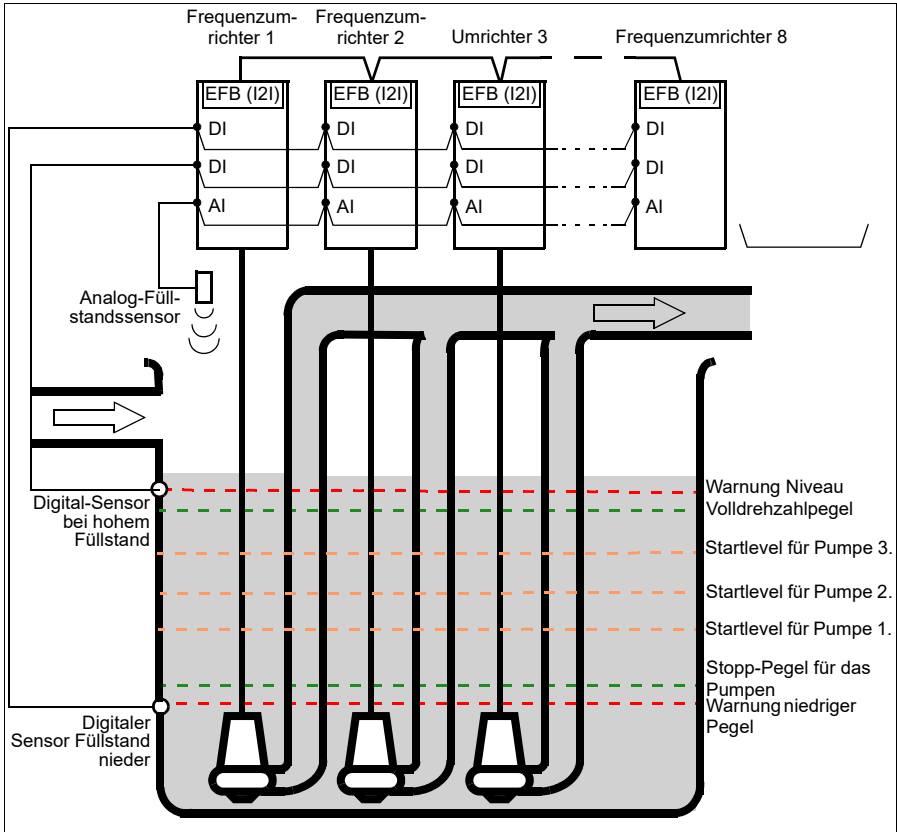 Frequenzum-
richter 1
Frequenzum-
richter 2
Umrichter 3
Frequenzumrichter 8
EFB (I2I)
EFB (I2I)
EFB (I2I)
EFB (I2I)
DI
DI
DI
DI
DI
DI
DI
DI
AI
AI
AI
AI
Analog-Füll-
standssensor
Digital-Sensor
bei hohem
Füllstand
Warnung Niveau
Volldrehzahlpegel
Startlevel für Pumpe 3.
Startlevel für Pumpe 2.
Startlevel für Pumpe 1.
Stopp-Pegel für das
Pumpen
Warnung niedriger
Pegel
Digitaler
Sensor Füllstand
nieder